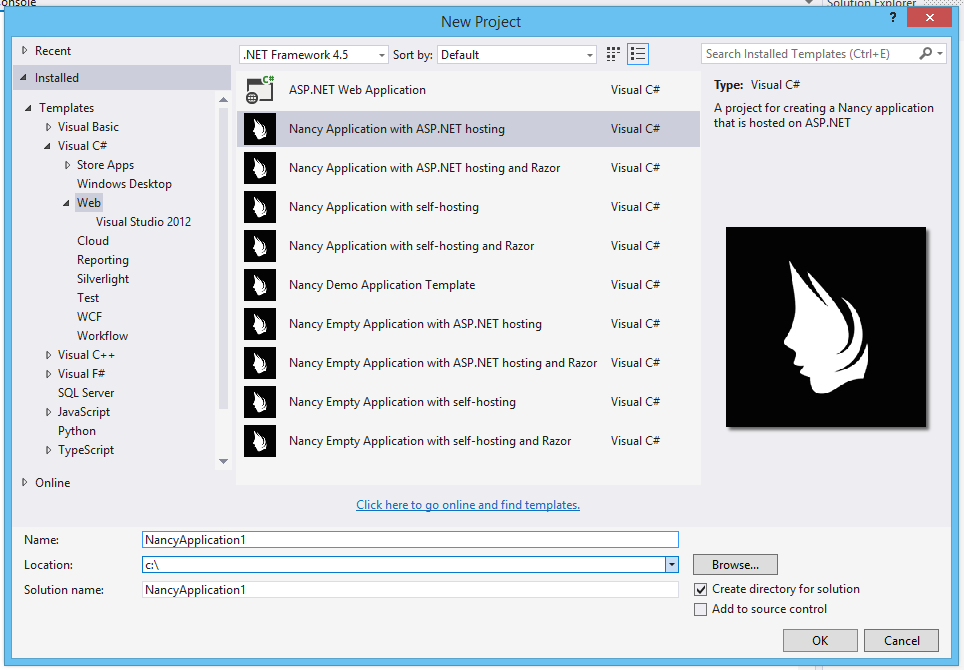 onsole
Solution Explorer
New Project
?
Recent
.NET Framework 4.5
Sort by:
Default
Search Installed Templates (Ctrl+E)
Installed
Templates
Visual Basic
Visual C#
Store Apps
Windows Desktop
Web
Visual Studio 2012
Cloud
Reporting
Silverlight
Test
WCF
Workflow
Visual C++
Visual F#
SQL Server
JavaScript
Python
TypeScript
Online
C#
ASP.NET Web Application Visual C#
Nancy Application with ASP.NET hosting Visual C#
Nancy Application with ASP.NET hosting and Razor Visual C#
Nancy Application with self-hosting Visual C#
Nancy Application with self-hosting and Razor Visual C#
Nancy Demo Application Template Visual C#
Nancy Empty Application with ASP.NET hosting Visual C#
Nancy Empty Application with ASP.NET hosting and Razor Visual C#
Nancy Empty Application with self-hosting Visual C#
Nancy Empty Application with self-hosting and Razor Visual C#
Click here to go online and find templates.
Type: Visual C#
A project for creating a Nancy application
that is hosted on ASP.NET
Name: NancyApplication1
Location: c:\
Browse...
Solution name: NancyApplication1
Create directory for solution
Add to source control
OK
Cancel